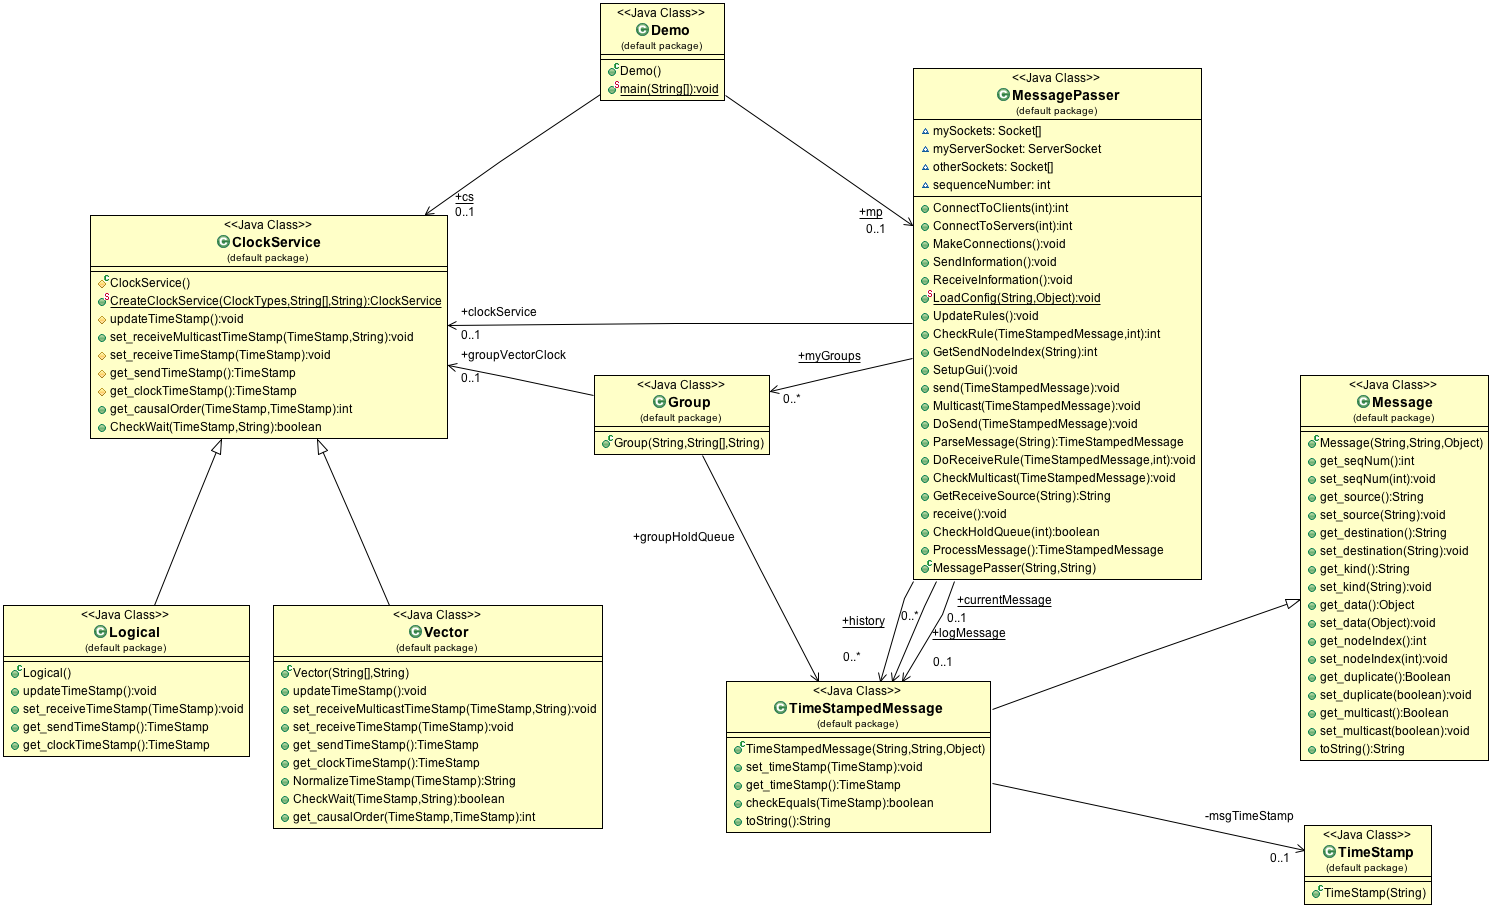 <<Java Class>>
Demo
(default package)
Demo()
main(String[]):void
<<Java Class>>
MessagePasser
(default package)
mySockets: Socket[]
myServerSocket: ServerSocket
otherSockets: Socket[]
sequenceNumber: int
ConnectToClients(int):int
ConnectToServers(int):int
MakeConnections():void
SendInformation():void
ReceiveInformation():void
LoadConfig(String,Object):void
UpdateRules():void
CheckRule(TimeStampedMessage,int):int
GetSendNodeIndex(String):int
SetupGui():void
send(TimeStampedMessage):void
Multicast(TimeStampedMessage):void
DoSend(TimeStampedMessage):void
ParseMessage(String):TimeStampedMessage
DoReceiveRule(TimeStampedMessage,int):void
CheckMulticast(TimeStampedMessage):void
GetReceiveSource(String):String
receive():void
CheckHoldQueue(int):boolean
ProcessMessage():TimeStampedMessage
MessagePasser(String,String)
+cs
0..1
+mp
0..1
<<Java Class>>
ClockService
(default package)
ClockService()
CreateClockService(ClockTypes,String[],String):ClockService
updateTimeStamp():void
set_receiveMulticastTimeStamp(TimeStamp,String):void
set_receiveTimeStamp(TimeStamp):void
get_sendTimeStamp():TimeStamp
get_clockTimeStamp():TimeStamp
get_causalOrder(TimeStamp,TimeStamp):int
CheckWait(TimeStamp,String):boolean
+clockService
0..1
+groupVectorClock
0..1
+myGroups
0..*
<<Java Class>>
Group
(default package)
Group(String,String[],String)
<<Java Class>>
Message
(default package)
Message(String,String,Object)
get_seqNum():int
set_seqNum(int):void
get_source():String
set_source(String):void
get_destination():String
set_destination(String):void
get_kind():String
set_kind(String):void
get_data():Object
set_data(Object):void
get_nodeIndex():int
set_nodeIndex(int):void
get_duplicate():Boolean
set_duplicate(boolean):void
get_multicast():Boolean
set_multicast(boolean):void
toString():String
+groupHoldQueue
0..*
+history
0..*
+currentMessage
0..1
+logMessage
0..1
<<Java Class>>
Logical
(default package)
Logical()
updateTimeStamp():void
set_receiveTimeStamp(TimeStamp):void
get_sendTimeStamp():TimeStamp
get_clockTimeStamp():TimeStamp
<<Java Class>>
Vector
(default package)
Vector(String[],String)
updateTimeStamp():void
set_receiveMulticastTimeStamp(TimeStamp,String):void
set_receiveTimeStamp(TimeStamp):void
get_sendTimeStamp():TimeStamp
get_clockTimeStamp():TimeStamp
NormalizeTimeStamp(TimeStamp):String
CheckWait(TimeStamp,String):boolean
get_causalOrder(TimeStamp,TimeStamp):int
<<Java Class>>
TimeStampedMessage
(default package)
TimeStampedMessage(String,String,Object)
set_timeStamp(TimeStamp):void
get_timeStamp():TimeStamp
checkEquals(TimeStamp):boolean
toString():String
-msgTimeStamp
0..1
<<Java Class>>
TimeStamp
(default package)
TimeStamp(String)